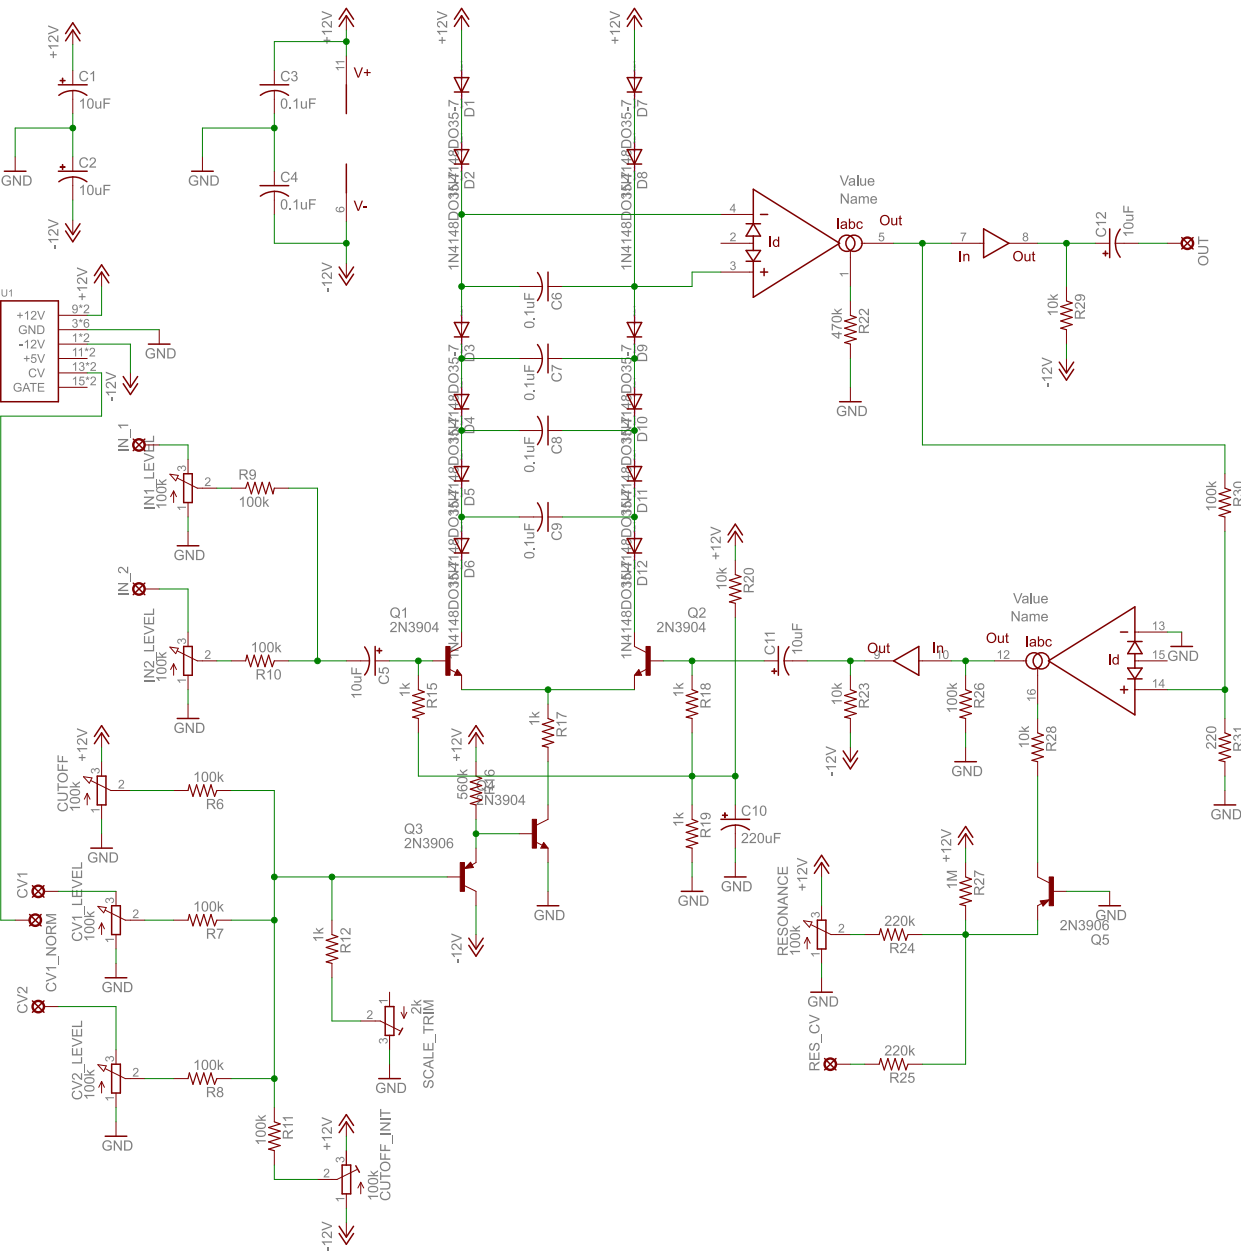 +12V
C1
10uF
GND
C2
10uF
-12V
+12V
C3
0.1uF
11
V+
GND
C4
0.1uF
6
V-
-12V
+12V
+12V
D1
D2
D7
D8
Value
Name
4
2
3
Id
Iabc
Out
5
1
470k
R22
GND
7
In
8
Out
C12
10uF
OUT
10k
R29
-12V
U1
+12V
GND
-12V
+5V
CV
GATE
9*2
3*6
1*2
11*2
13*2
15*2
+12V
GND
-12V
0.1uF
C6
D3
D9
0.1uF
C7
D4
D10
0.1uF
C8
D5
D11
0.1uF
C9
D6
D12
IN_1
IN1_LEVEL
100k
3
2
1
GND
R9
100k
IN_2
IN2_LEVEL
100k
3
2
1
GND
100k
R10
10uF
C5
Q1
2N3904
Q2
2N3904
1k
R15
1k
R17
1k
R18
+12V
10k
R20
C11
10uF
Out
9
In
10
10k
R23
-12V
100k
R26
GND
Value
Name
Out
12
Iabc
Id
13
15
14
16
GND
100k
R30
220
R31
GND
10k
R28
CUTOFF
100k
+12V
3
2
1
GND
100k
R6
+12V
560k
2N3904
Q3
2N3906
GND
-12V
1k
R19
GND
C10
220uF
GND
CV1
CV1_NORM
CV1_LEVEL
100k
3
2
1
GND
100k
R7
CV2
CV2_LEVEL
100k
3
2
1
GND
100k
R8
1k
R12
1
2
3
2k
SCALE_TRIM
GND
100k
R11
+12V
3
2
1
100k
CUTOFF_INIT
-12V
RESONANCE
100k
+12V
3
2
1
GND
220k
R24
+12V
1M
R27
GND
2N3906
Q5
RES_CV
220k
R25